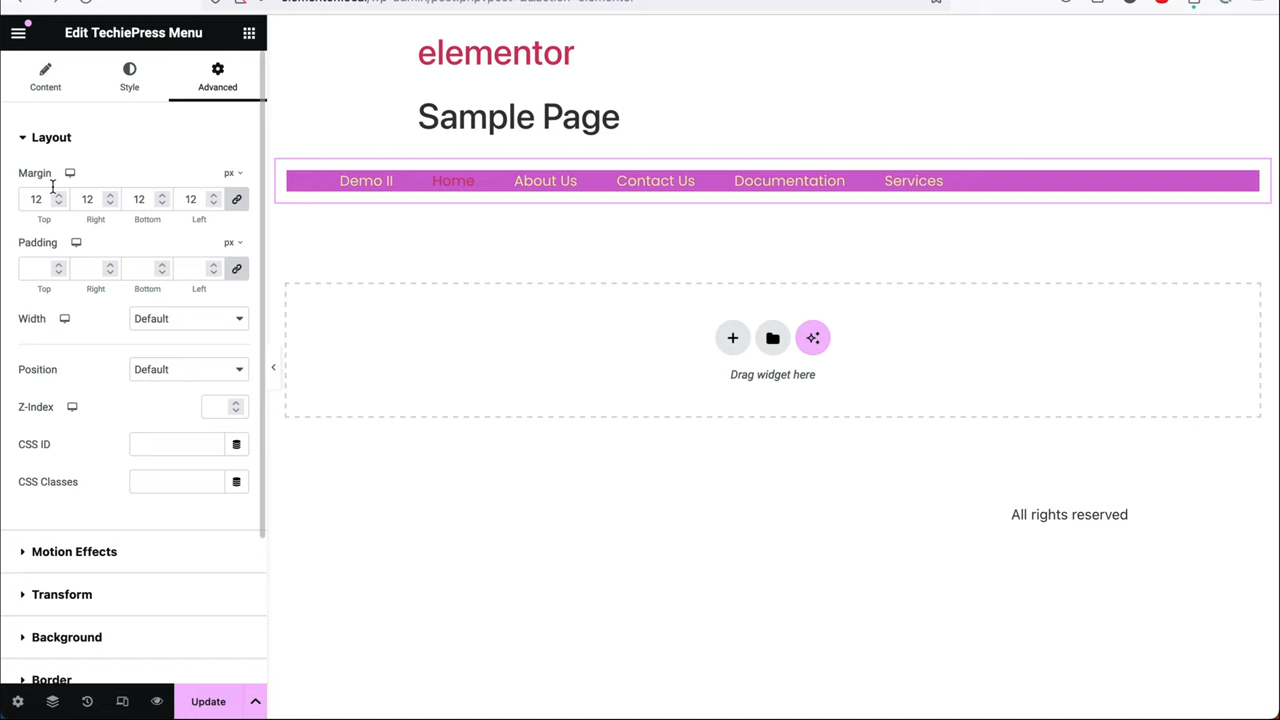 Edit TechiePress Menu
Content
Style
Advanced
Layout
Margin
px
12
12
12
12
Top
Right
Bottom
Left
Padding
px
Top
Right
Bottom
Left
Width
Default
Position
Default
Z-Index
CSS ID
CSS Classes
Motion Effects
Transform
Background
Border
Update
elementor
Sample Page
Demo II
Home
About Us
Contact Us
Documentation
Services
Drag widget here
All rights reserved